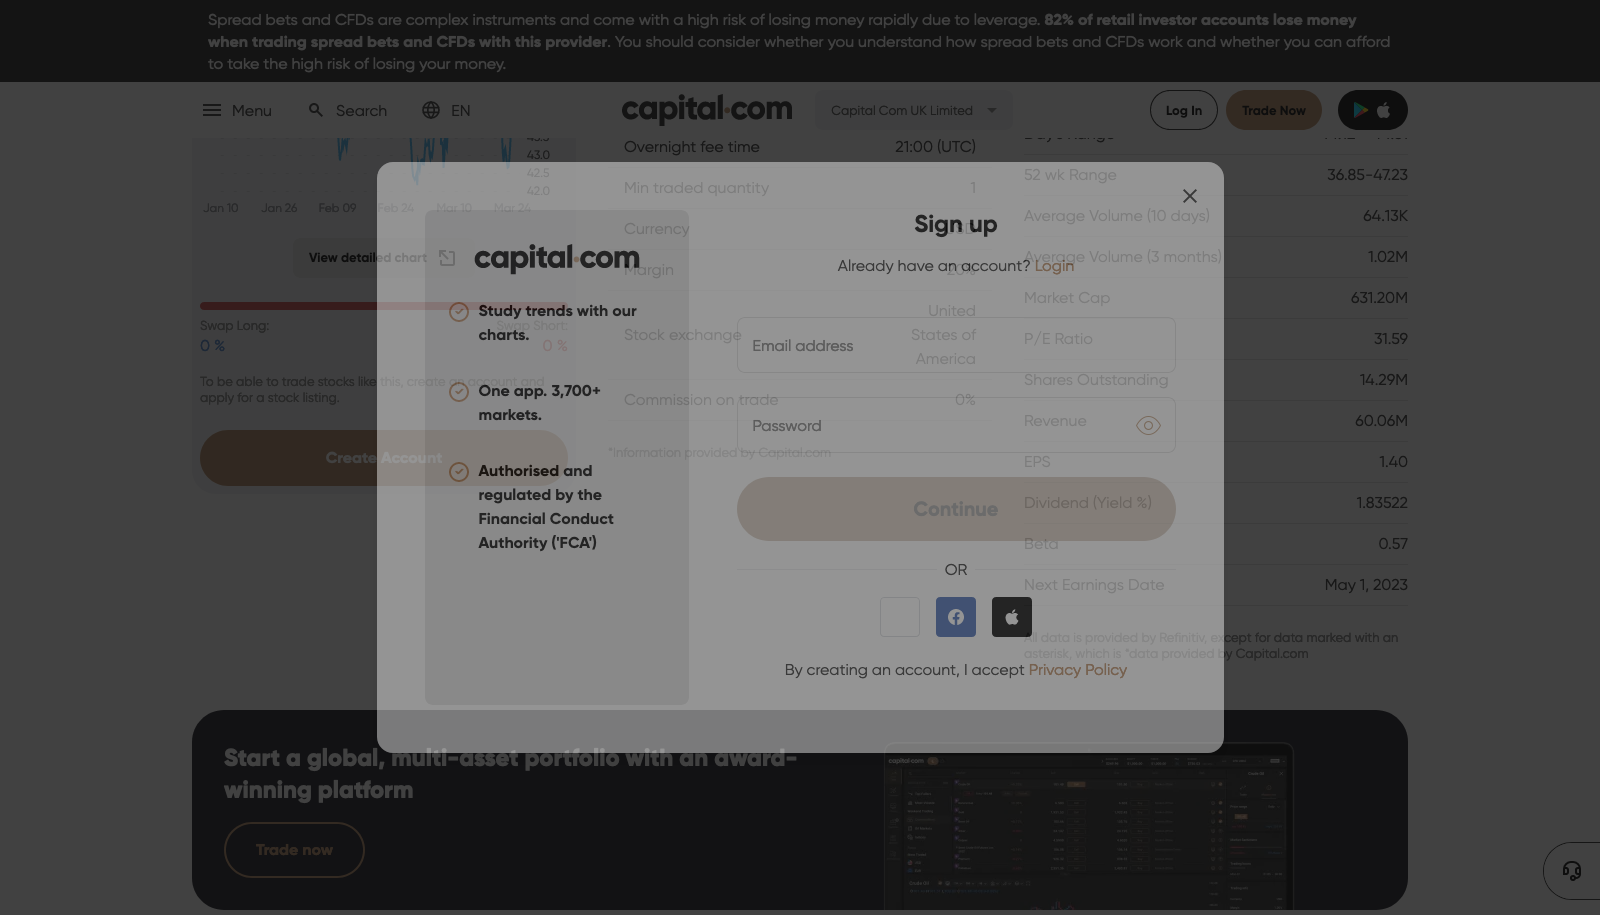 Spread bets and CFDs are complex instruments and come with a high risk of losing money rapidly due to leverage. 82% of retail investor accounts lose money
when trading spread bets and CFDs with this provider. You should consider whether you understand how spread bets and CFDs work and whether you can afford
to take the high risk of losing your money.
Menu
Search
EN
capital.com
Capital Com UK Limited
Log In
Trade Now
43.0
42.5
42.0
Jan 10
Jan 26
Feb 09
Feb 24
Mar 10
Mar 24
View detailed chart
Swap Long:
0 %
Swap Short:
0 %
To be able to trade stocks like this, create an account and
apply for a stock listing.
Create Account
Overnight fee time
21:00 (UTC)
Min traded quantity
1
Currency
Margin
20%
Stock exchange
United
States of
America
Commission on trade
0%
*Information provided by Capital.com
52 wk Range
36.85-47.23
Average Volume (10 days)
64.13K
Average Volume (3 months)
1.02M
Market Cap
631.20M
P/E Ratio
31.59
Shares Outstanding
14.29M
Revenue
60.06M
EPS
1.40
Dividend (Yield %)
1.83522
Beta
0.57
Next Earnings Date
May 1, 2023
All data is provided by Refinitiv, except for data marked with an
asterisk, which is *data provided by Capital.com
capital.com
Study trends with our
charts.
One app. 3,700+
markets.
Authorised and
regulated by the
Financial Conduct
Authority ('FCA')
Sign up
Already have an account? Login
Email address
Password
Continue
OR
By creating an account, I accept Privacy Policy
Start a global, multi-asset portfolio with an award-
winning platform
Trade now
capital.com